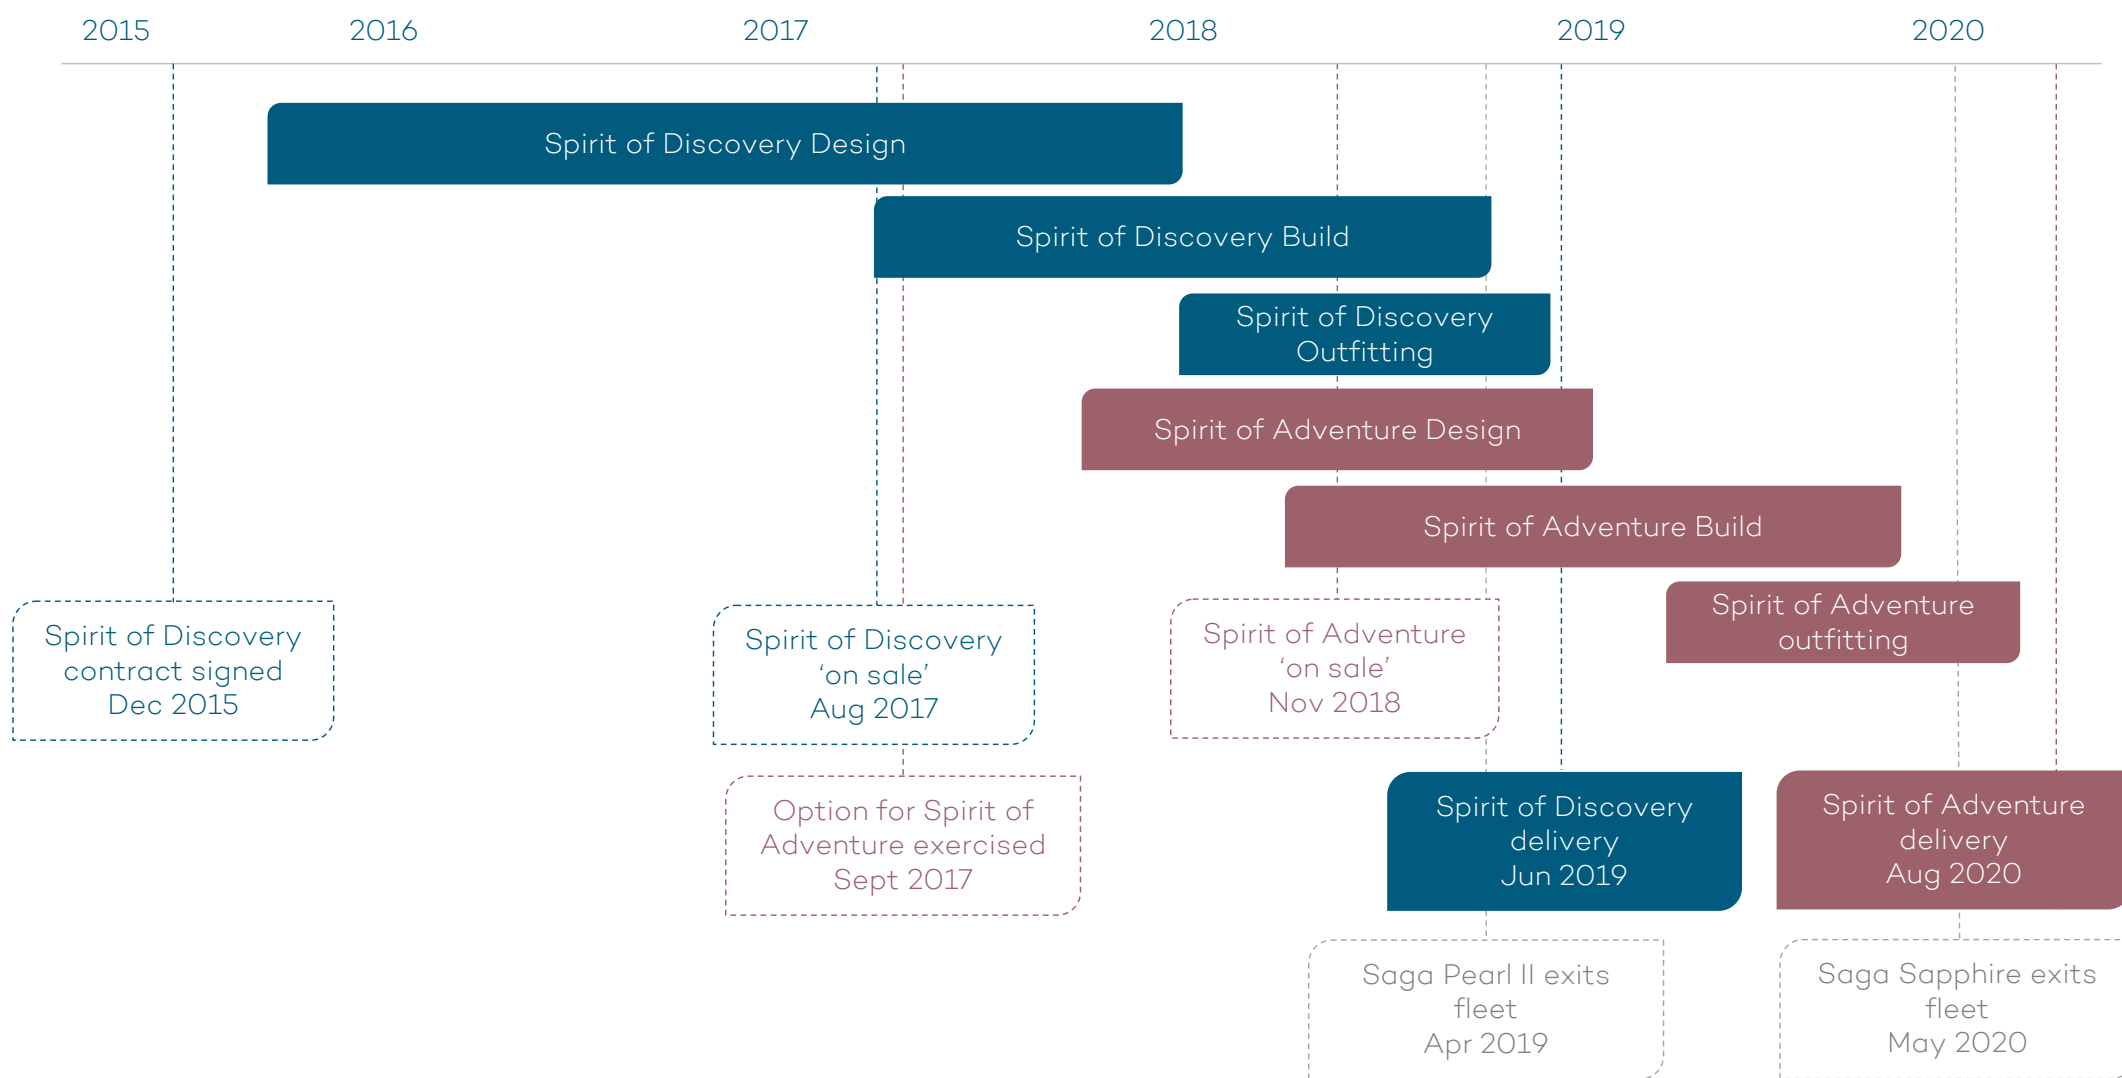 2015
2016
2017
2018
2019
2020
Spirit of Discovery Design
Spirit of Discovery Build
Spirit of Discovery
Outfitting
Spirit of Adventure Design
Spirit of Adventure Build
Spirit of Adventure
outfitting
Spirit of Discovery
contract signed
Dec 2015
Spirit of Discovery
‘on sale’
Aug 2017
Spirit of Adventure
‘on sale’
Nov 2018
Option for Spirit of
Adventure exercised
Sept 2017
Spirit of Discovery
delivery
Jun 2019
Spirit of Adventure
delivery
Aug 2020
Saga Pearl II exits
fleet
Apr 2019
Saga Sapphire exits
fleet
May 2020